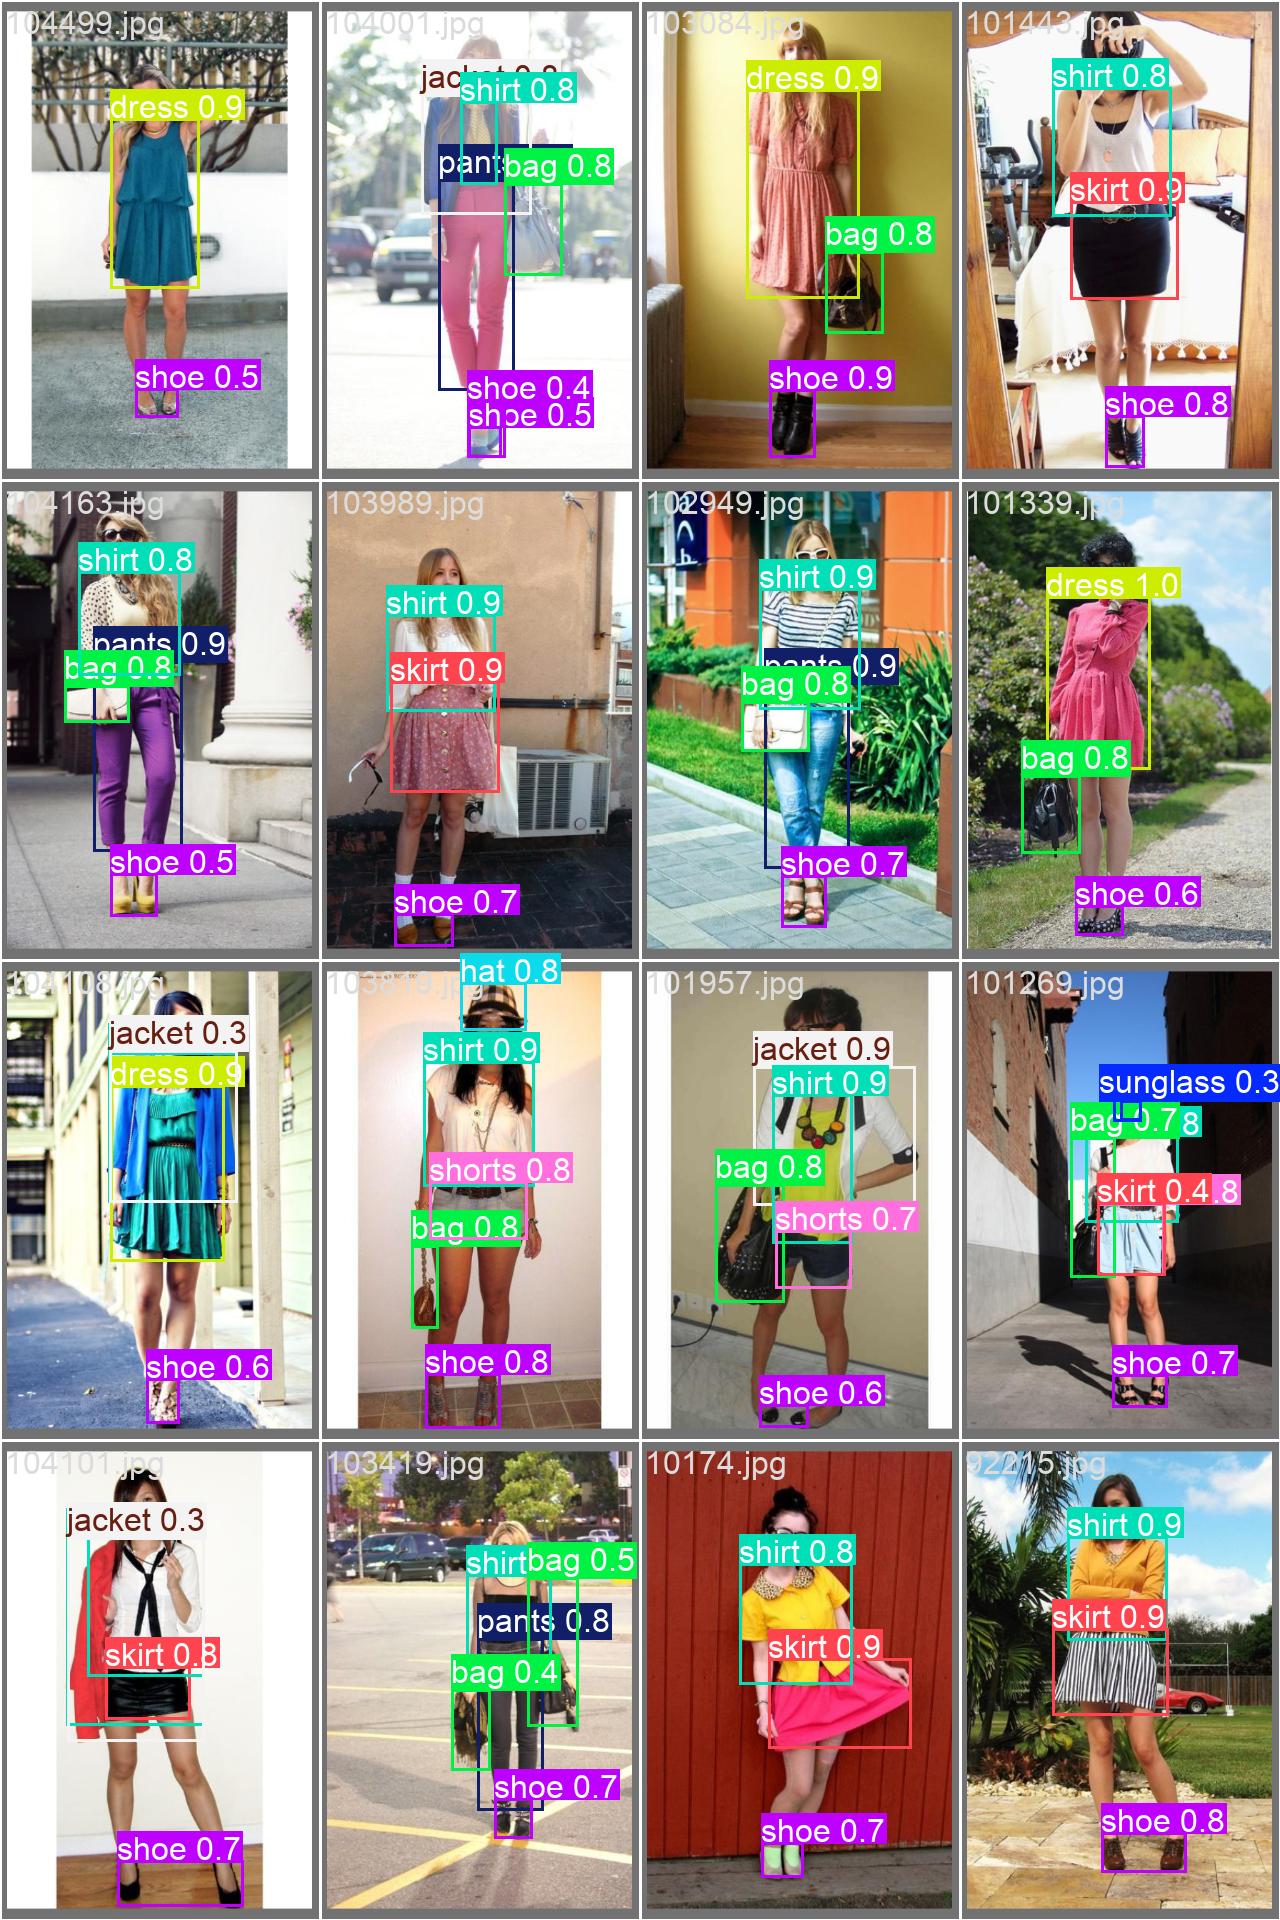 104499.jpg
dress 0.9
shoe 0.5
104001.jpg
jacket 0.8
shirt 0.8
pants
bag 0.8
shoe 0.4
shoe 0.5
103084.jpg
dress 0.9
bag 0.8
shoe 0.9
101443.jpg
shirt 0.8
skirt 0.9
shoe 0.8
104163.jpg
shirt 0.8
pants 0.9
bag 0.8
shoe 0.5
103989.jpg
shirt 0.9
skirt 0.9
shoe 0.7
102949.jpg
shirt 0.9
pants 0.9
bag 0.8
shoe 0.7
101339.jpg
dress 1.0
bag 0.8
shoe 0.6
104108.jpg
jacket 0.3
dress 0.9
shoe 0.6
103819.jpg
hat 0.8
shirt 0.9
shorts 0.8
bag 0.8
shoe 0.8
101957.jpg
jacket 0.9
shirt 0.9
bag 0.8
shorts 0.7
shoe 0.6
101269.jpg
sunglass 0.3
bag 0.7 8
skirt 0.4 .8
shoe 0.7
104101.jpg
jacket 0.3
skirt 0.8
shoe 0.7
103419.jpg
shirt
bag 0.5
pants 0.8
bag 0.4
shoe 0.7
10174.jpg
shirt 0.8
skirt 0.9
shoe 0.7
92215.jpg
shirt 0.9
skirt 0.9
shoe 0.8